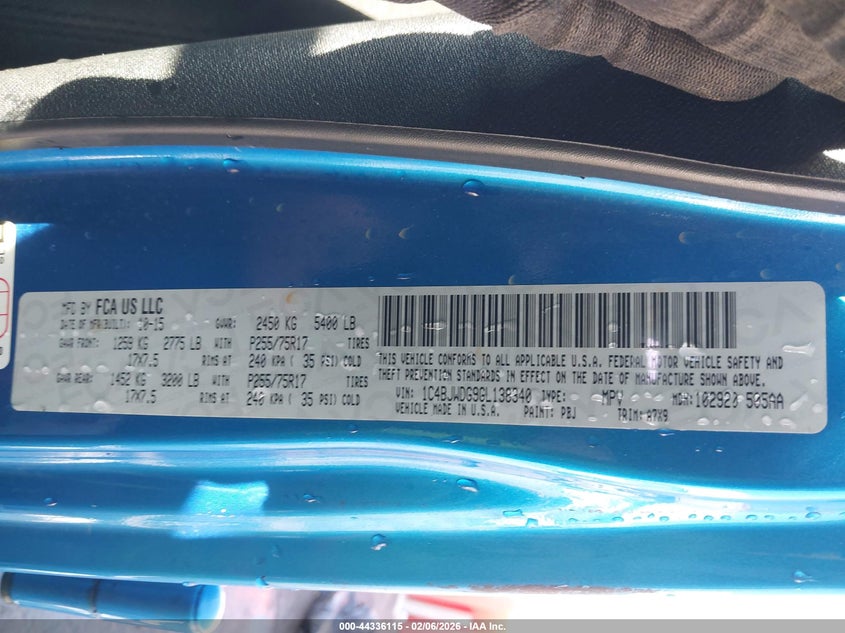 MFD BY FCA US LLC
DATE OF MFR(BUILT): 10-15 GVWR: 2450 KG 5400 LB
GAWR FRONT: 1259 KG 2775 LB WITH P255/75R17 TIRES
17X7.5 RIMS AT 240 KPA ( 35 PSI) COLD
GAWR REAR: 1452 KG 3200 LB WITH P255/75R17 TIRES
17X7.5 RIMS AT 240 KPA ( 35 PSI) COLD
THIS VEHICLE CONFORMS TO ALL APPLICABLE U.S.A. FEDERAL MOTOR VEHICLE SAFETY AND
THEFT PREVENTION STANDARDS IN EFFECT ON THE DATE OF MANUFACTURE SHOWN ABOVE.
VIN: 1C4BJWDG9GL138340 TYPE: MPV MDH: 102920 505AA
VEHICLE MADE IN U.S.A. PAINT: PBJ TRIM: A7X9
000-44336115 - 02/06/2026 - IAA Inc.